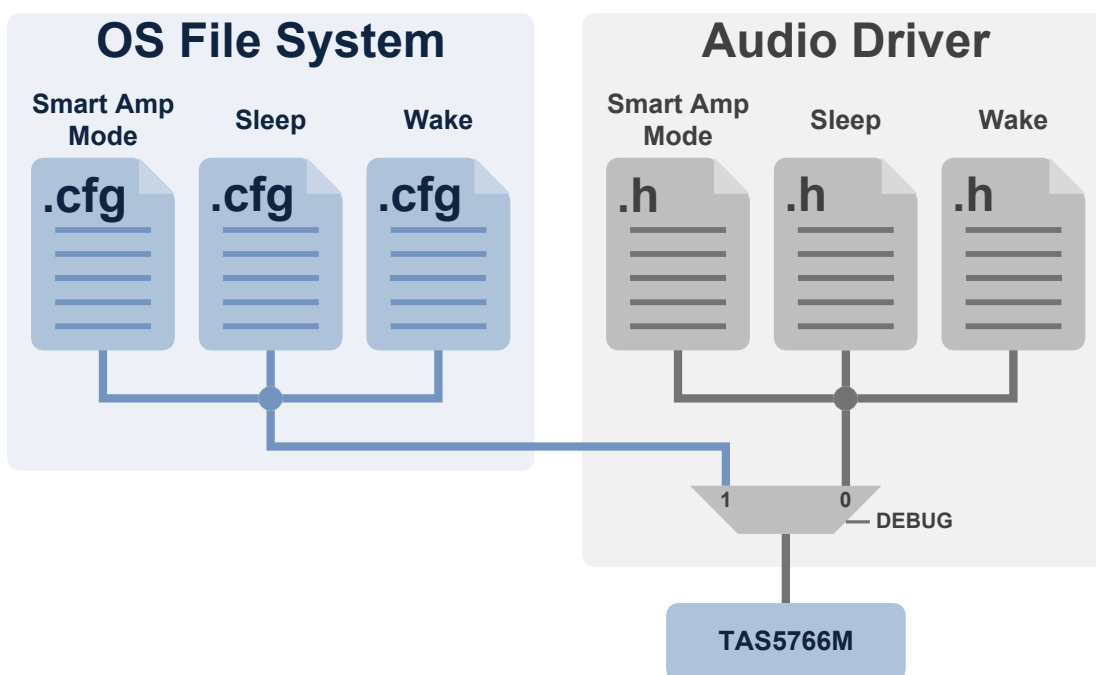 OS File System
Smart Amp
Mode
Sleep
Wake
.cfg
.cfg
.cfg
Audio Driver
Smart Amp
Mode
Sleep
Wake
.h
.h
.h
1
0
DEBUG
TAS5766M